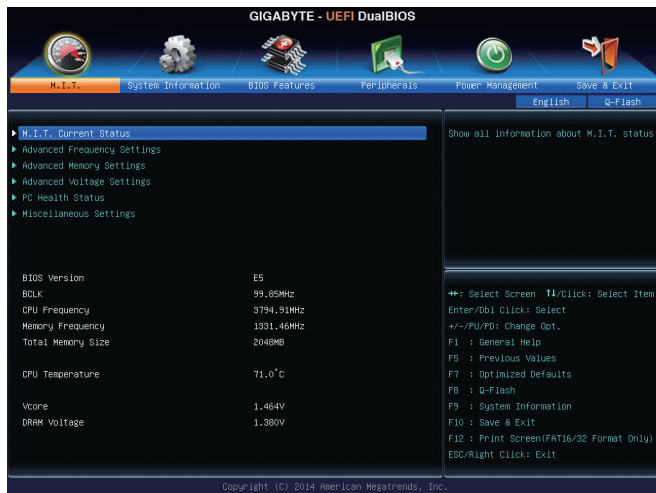 GIGABYTE - UEFI DualBIOS
M.I.T. System Information BIOS Features Peripherals Power Management Save & Exit
English Q-Flash
M.I.T. Current Status
Advanced Frequency Settings
Advanced Memory Settings
Advanced Voltage Settings
PC Health Status
Miscellaneous Settings
Show all information about M.I.T. status
BIOS Version E5
BCLK 99.85MHz
CPU Frequency 3794.91MHz
Memory Frequency 1331.46MHz
Total Memory Size 2048MB
CPU Temperature 71.0°C
Vcore 1.464V
DRAM Voltage 1.380V
→←: Select Screen ↑↓/Click: Select Item
Enter/Dbl Click: Select
+/-/PU/PD: Change Opt.
F1 : General Help
F5 : Previous Values
F7 : Optimized Defaults
F8 : Q-Flash
F9 : System Information
F10 : Save & Exit
F12 : Print Screen(FAT16/32 Format Only)
ESC/Right Click: Exit
Copyright (C) 2014 American Megatrends, Inc.